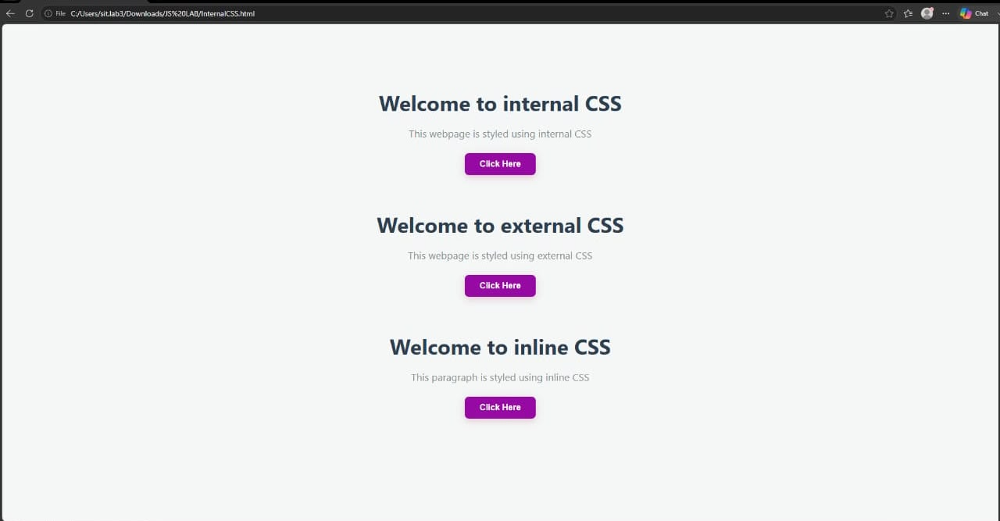 File C:/Users/sit.lab3/Downloads/JS%20LAB/InternalCSS.html
Chat
Welcome to internal CSS
This webpage is styled using internal CSS
Click Here
Welcome to external CSS
This webpage is styled using external CSS
Click Here
Welcome to inline CSS
This paragraph is styled using inline CSS
Click Here